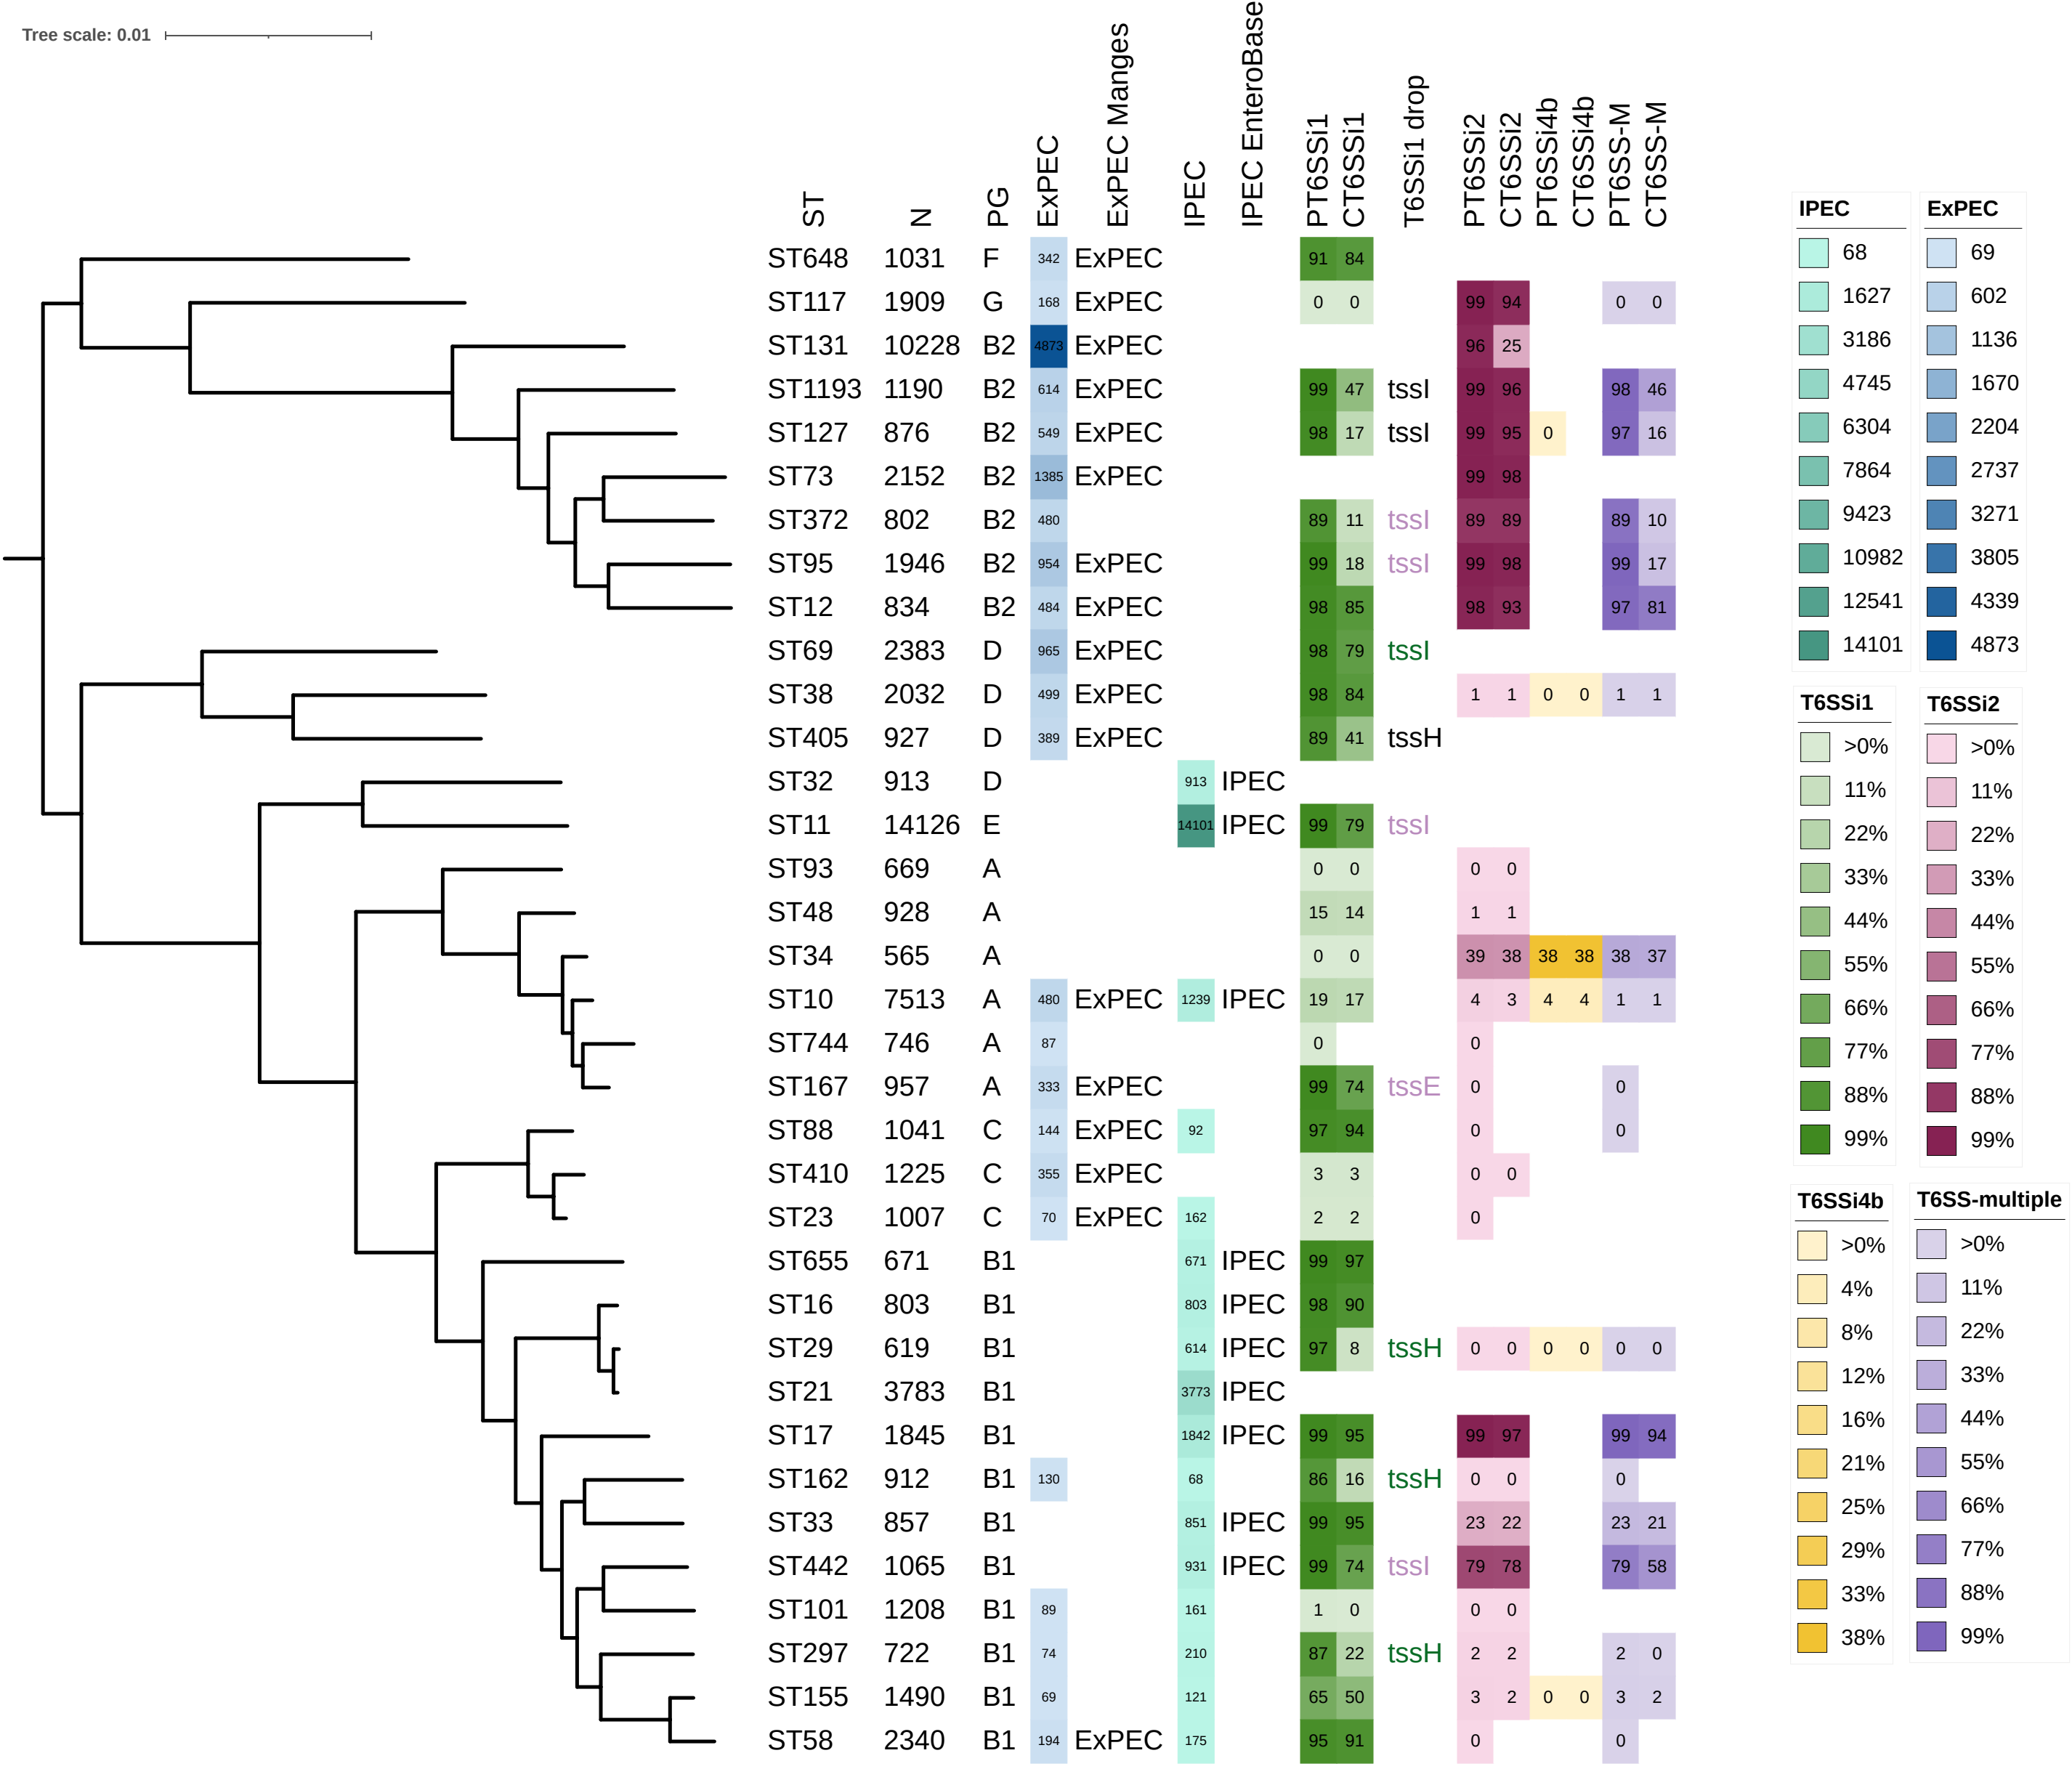 Tree scale: 0.01
ST N PG ExPEC ExPEC Manges IPEC IPEC EnteroBase PT6SSi1 CT6SSi1 T6SSi1 drop PT6SSi2 CT6SSi2 PT6SSi4b CT6SSi4b PT6SS-M CT6SS-M
ST648 1031 F 342 ExPEC 91 84
ST117 1909 G 168 ExPEC 0 0 99 94 0 0
ST131 10228 B2 4873 ExPEC 96 25
ST1193 1190 B2 614 ExPEC 99 47 tssI 99 96 98 46
ST127 876 B2 549 ExPEC 98 17 tssI 99 95 0 97 16
ST73 2152 B2 1385 ExPEC 99 98
ST372 802 B2 480 89 11 tssI 89 89 89 10
ST95 1946 B2 954 ExPEC 99 18 tssI 99 98 99 17
ST12 834 B2 484 ExPEC 98 85 98 93 97 81
ST69 2383 D 965 ExPEC 98 79 tssI
ST38 2032 D 499 ExPEC 98 84 1 1 0 0 1 1
ST405 927 D 389 ExPEC 89 41 tssH
ST32 913 D 913 IPEC
ST11 14126 E 14101 IPEC 99 79 tssI
ST93 669 A 0 0 0 0
ST48 928 A 15 14 1 1
ST34 565 A 0 0 39 38 38 38 38 37
ST10 7513 A 480 ExPEC 1239 IPEC 19 17 4 3 4 4 1 1
ST744 746 A 87 0 0
ST167 957 A 333 ExPEC 99 74 tssE 0 0
ST88 1041 C 144 ExPEC 92 97 94 0 0
ST410 1225 C 355 ExPEC 3 3 0 0
ST23 1007 C 70 ExPEC 162 2 2 0
ST655 671 B1 671 IPEC 99 97
ST16 803 B1 803 IPEC 98 90
ST29 619 B1 614 IPEC 97 8 tssH 0 0 0 0 0 0
ST21 3783 B1 3773 IPEC
ST17 1845 B1 1842 IPEC 99 95 99 97 99 94
ST162 912 B1 130 68 86 16 tssH 0 0 0
ST33 857 B1 851 IPEC 99 95 23 22 23 21
ST442 1065 B1 931 IPEC 99 74 tssI 79 78 79 58
ST101 1208 B1 89 161 1 0 0 0
ST297 722 B1 74 210 87 22 tssH 2 2 2 0
ST155 1490 B1 69 121 65 50 3 2 0 0 3 2
ST58 2340 B1 194 ExPEC 175 95 91 0 0
IPEC
68
1627
3186
4745
6304
7864
9423
10982
12541
14101
ExPEC
69
602
1136
1670
2204
2737
3271
3805
4339
4873
T6SSi1
>0%
11%
22%
33%
44%
55%
66%
77%
88%
99%
T6SSi2
>0%
11%
22%
33%
44%
55%
66%
77%
88%
99%
T6SSi4b
>0%
4%
8%
12%
16%
21%
25%
29%
33%
38%
T6SS-multiple
>0%
11%
22%
33%
44%
55%
66%
77%
88%
99%